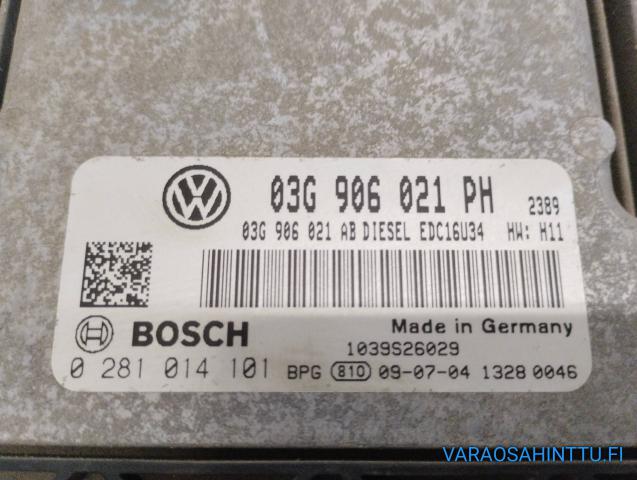 03G 906 021 PH 2389
03G 906 021 AB DIESEL EDC16U34 HW: H11
BOSCH Made in Germany
1039S26029
0 281 014 101 BPG 810 09-07-04 1328 0046
VARAOSAHINTTU.FI